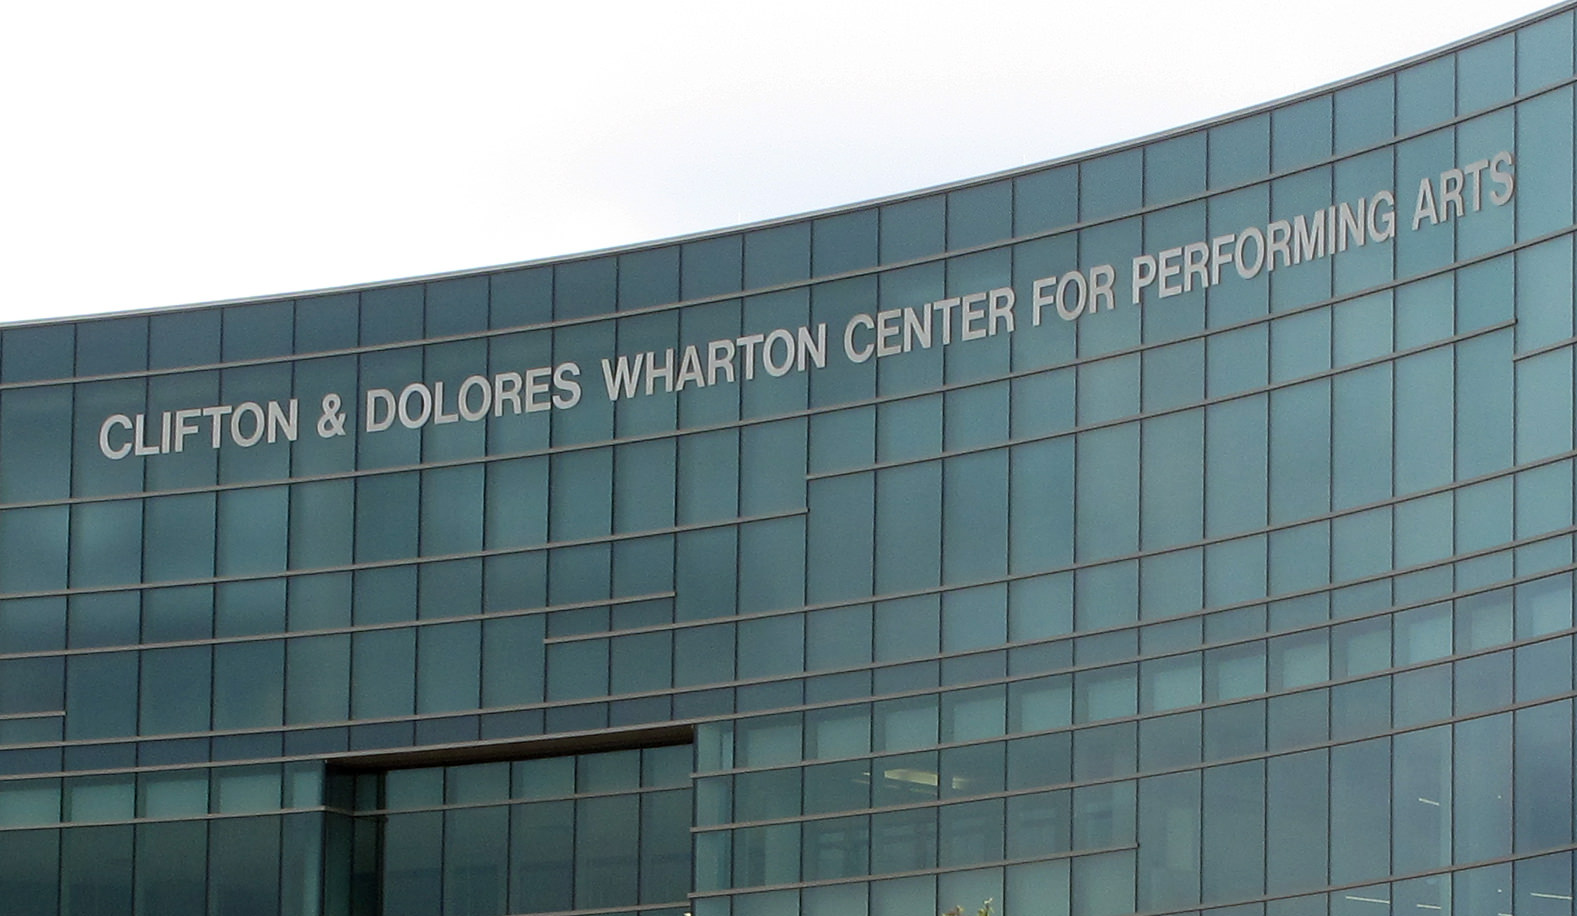 CLIFTON & DOLORES WHARTON CENTER FOR PERFORMING ARTS